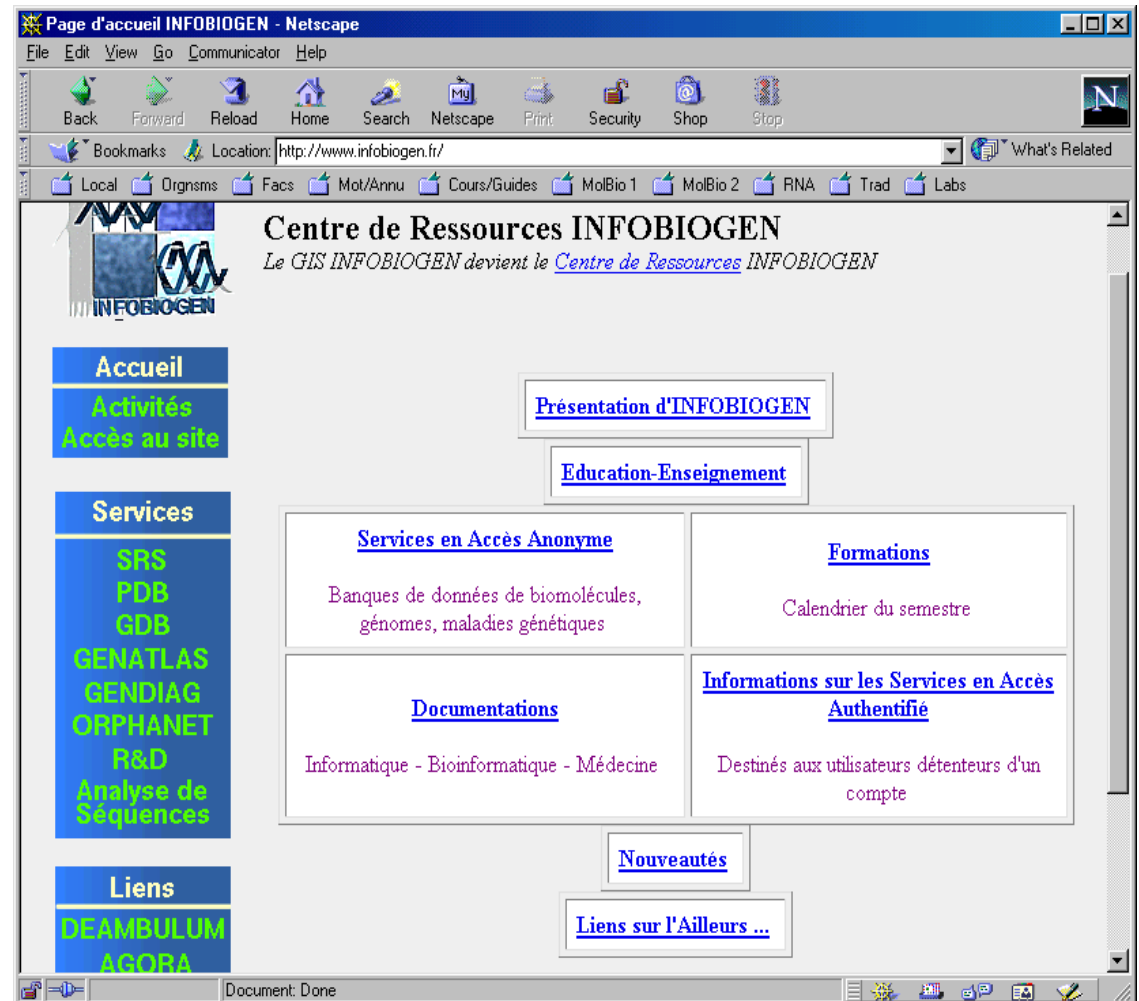 Page d'accueil INFOBIOGEN - Netscape
File Edit View Go Communicator Help
Back Forward Reload Home Search Netscape Print Security Shop Stop
My
N
Bookmarks Location: http://www.infobiogen.fr/ What's Related
Local Orgnsms Facs Mot/Annu Cours/Guides MolBio 1 MolBio 2 RNA Trad Labs
INFOBIOGEN
Centre de Ressources INFOBIOGEN
Le GIS INFOBIOGEN devient le Centre de Ressources INFOBIOGEN
Accueil
Activités
Accès au site
Services
SRS
PDB
GDB
GENATLAS
GENDIAG
ORPHANET
R&D
Analyse de
Séquences
Liens
DEAMBULUM
AGORA
Présentation d'INFOBIOGEN
Education-Enseignement
Services en Accès Anonyme
Banques de données de biomolécules,
génomes, maladies génétiques
Formations
Calendrier du semestre
Documentations
Informatique - Bioinformatique - Médecine
Informations sur les Services en Accès
Authentifié
Destinés aux utilisateurs détenteurs d'un
compte
Nouveautés
Liens sur l'Ailleurs ...
Document: Done